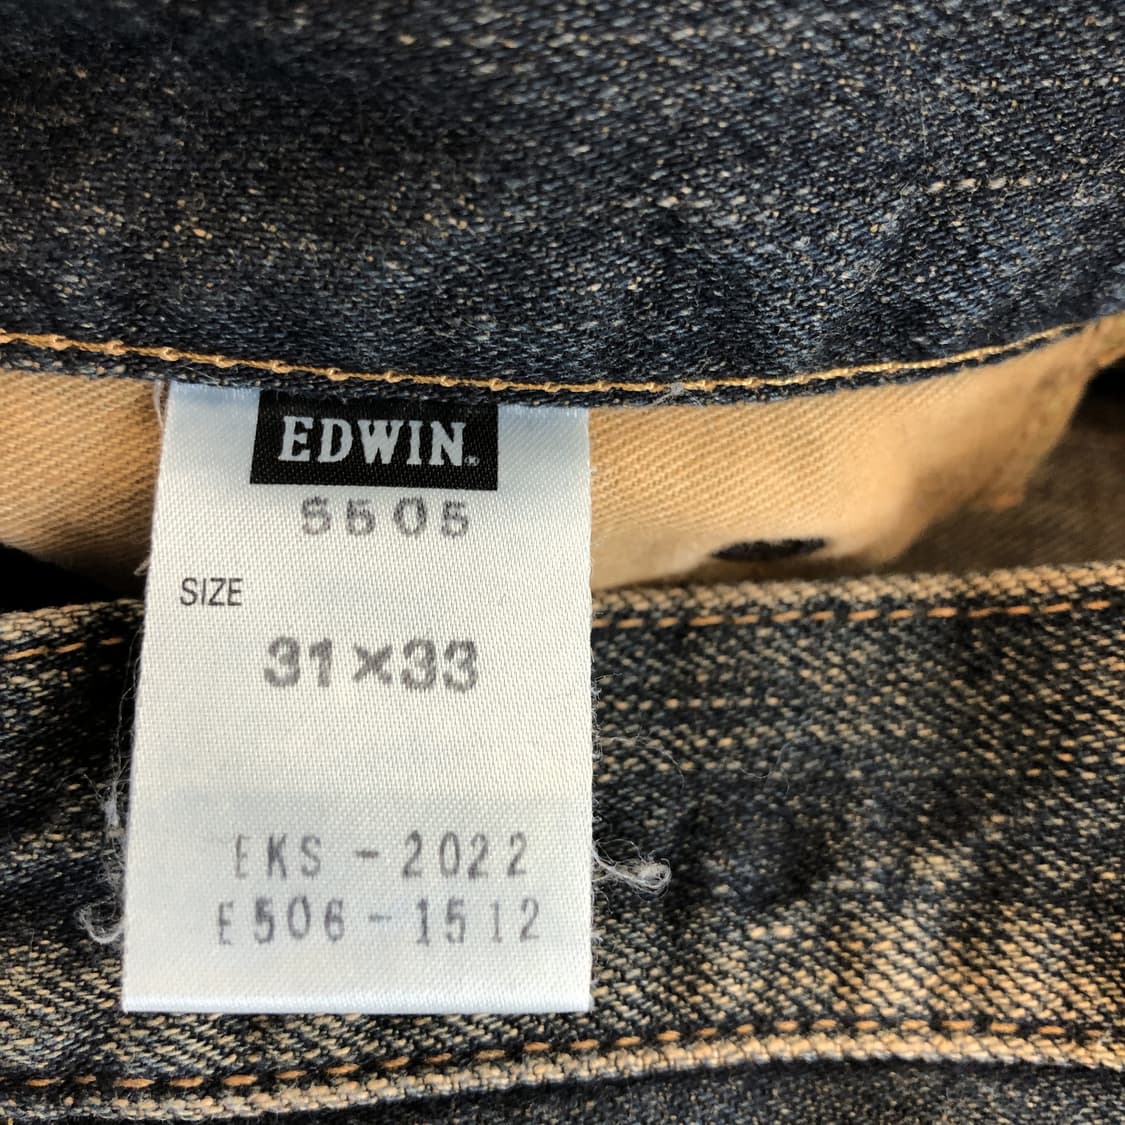 EDWIN
S505
SIZE
31×33
EKS-2022
E506-1512